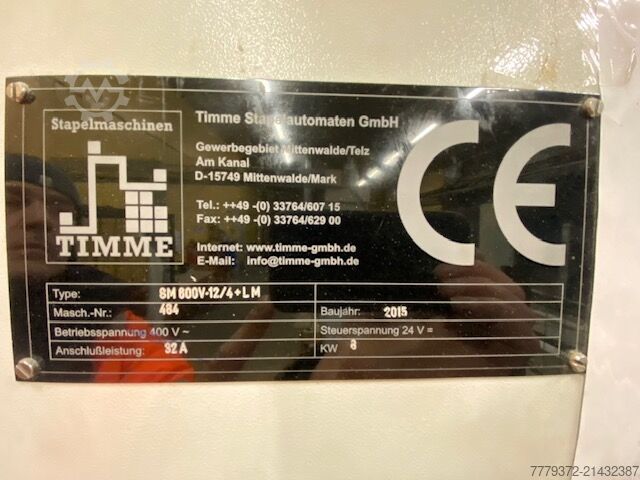 Stapelmaschinen
TIMME
Timme Stapelautomaten GmbH
Gewerbegebiet Mittenwalde/Telz
Am Kanal
D-15749 Mittenwalde/Mark
Tel.: ++49 -(0) 33764/607 15
Fax: ++49 -(0) 33764/629 00
Internet: www.timme-gmbh.de
E-Mail: info@timme-gmbh.de
CE
Type: SM 600V-12/4+LM
Masch.-Nr.: 484 Baujahr: 2015
Betriebsspannung 400 V ~ Steuerspannung 24 V =
Anschlußleistung: 32 A KW 8
7779372-21432387